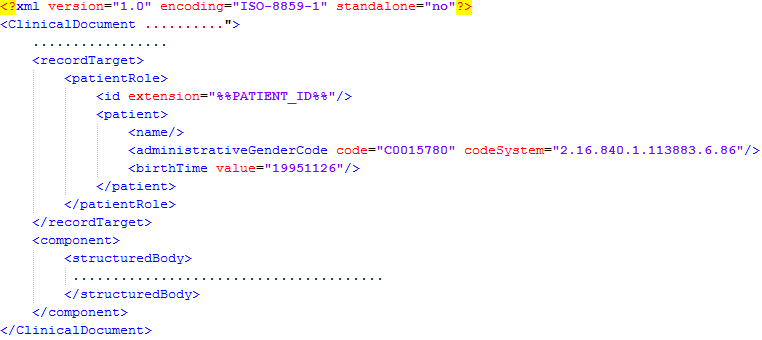 <?xml version="1.0" encoding="ISO-8859-1" standalone="no"?>
<ClinicalDocument ..........">
.................
<recordTarget>
<patientRole>
<id extension="%%PATIENT_ID%%"/>
<patient>
<name/>
<administrativeGenderCode code="C0015780" codeSystem="2.16.840.1.113883.6.86"/>
<birthTime value="19951126"/>
</patient>
</patientRole>
</recordTarget>
<component>
<structuredBody>
.......................................
</structuredBody>
</component>
</ClinicalDocument>